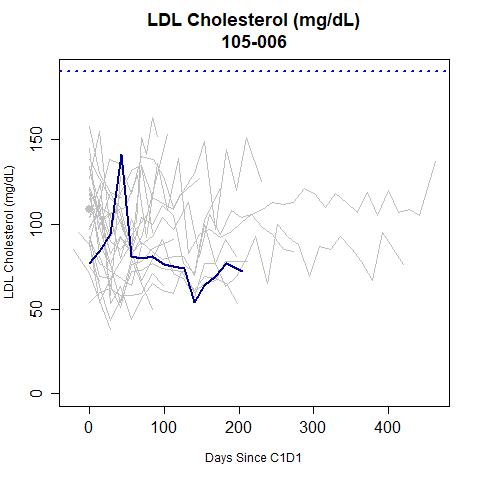 LDL Cholesterol (mg/dL)
105-006
LDL Cholesterol (mg/dL)
150
100
50
0
0 100 200 300 400
Days Since C1D1